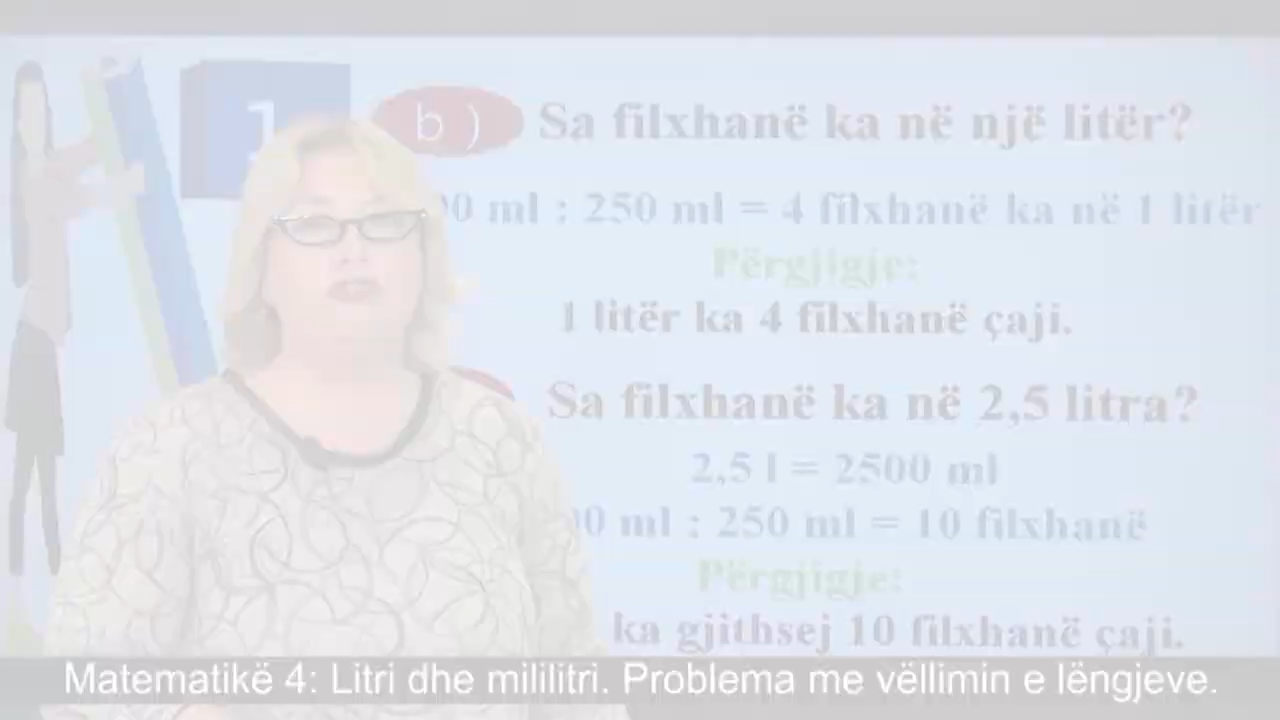 1
b )
Sa filxhanë ka në një litër?
ml : 250 ml = 4 filxhanë ka në 1 litër
Përgjigje:
1 litër ka 4 filxhanë çaji.
Sa filxhanë ka në 2,5 litra?
2,5 l = 2500 ml
ml : 250 ml = 10 filxhanë
Përgjigje:
ka gjithsej 10 filxhanë çaji.
Matematikë 4: Litri dhe mililitri. Problema me vëllimin e lëngjeve.